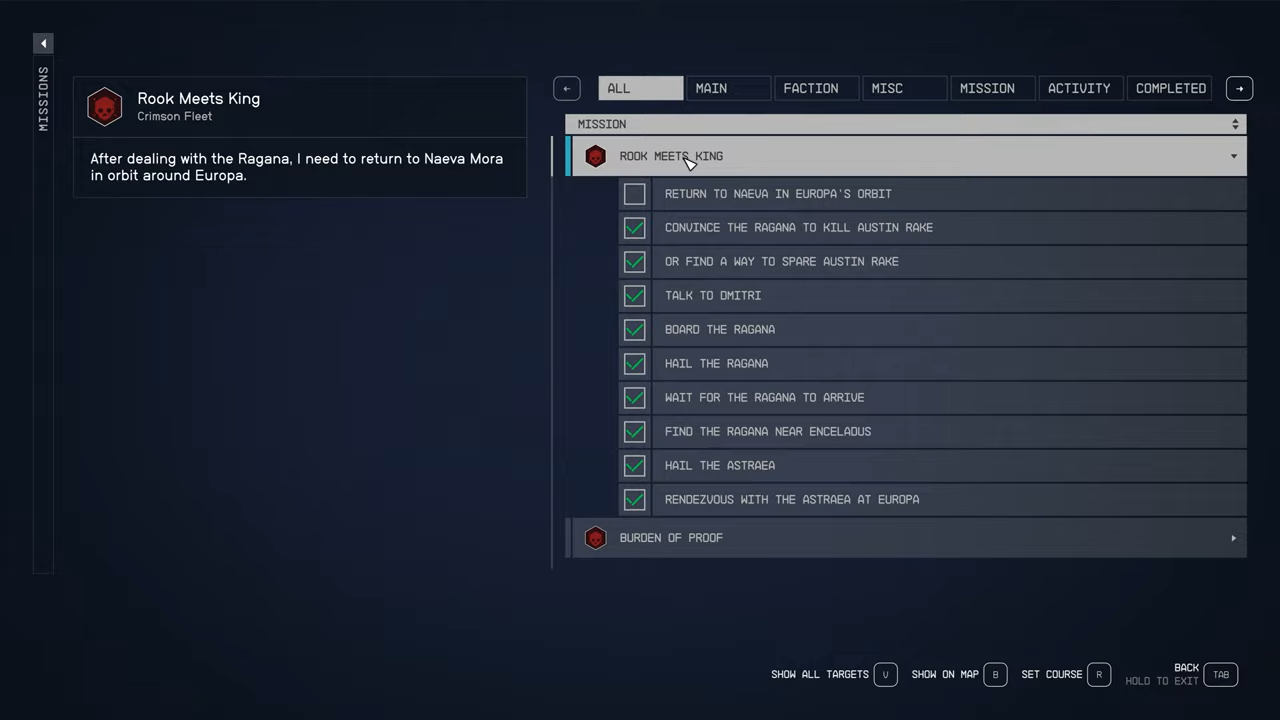 MISSIONS
Rook Meets King
Crimson Fleet
After dealing with the Ragana, I need to return to Naeva Mora
in orbit around Europa.
ALL
MAIN
FACTION
MISC
MISSION
ACTIVITY
COMPLETED
MISSION
ROOK MEETS KING
RETURN TO NAEVA IN EUROPA'S ORBIT
CONVINCE THE RAGANA TO KILL AUSTIN RAKE
OR FIND A WAY TO SPARE AUSTIN RAKE
TALK TO DMITRI
BOARD THE RAGANA
HAIL THE RAGANA
WAIT FOR THE RAGANA TO ARRIVE
FIND THE RAGANA NEAR ENCELADUS
HAIL THE ASTRAEA
RENDEZVOUS WITH THE ASTRAEA AT EUROPA
BURDEN OF PROOF
SHOW ALL TARGETS V
SHOW ON MAP B
SET COURSE R
BACK
HOLD TO EXIT
TAB